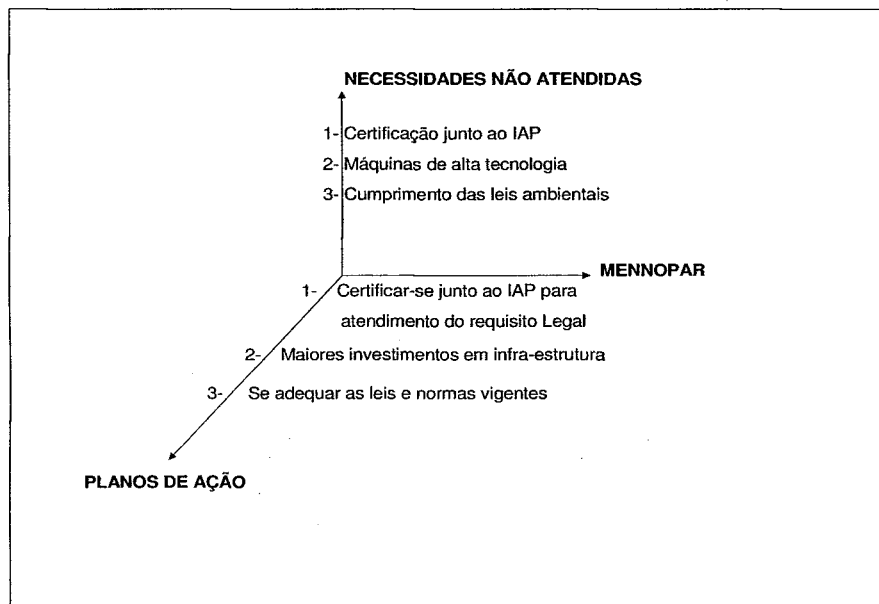 NECESSIDADES NÃO ATENDIDAS
1- Certificação junto ao IAP
2- Máquinas de alta tecnologia
3- Cumprimento das leis ambientais
MENNOPAR
1- Certificar-se junto ao IAP para
atendimento do requisito Legal
2- Maiores investimentos em infra-estrutura
3- Se adequar as leis e normas vigentes
PLANOS DE AÇÃO